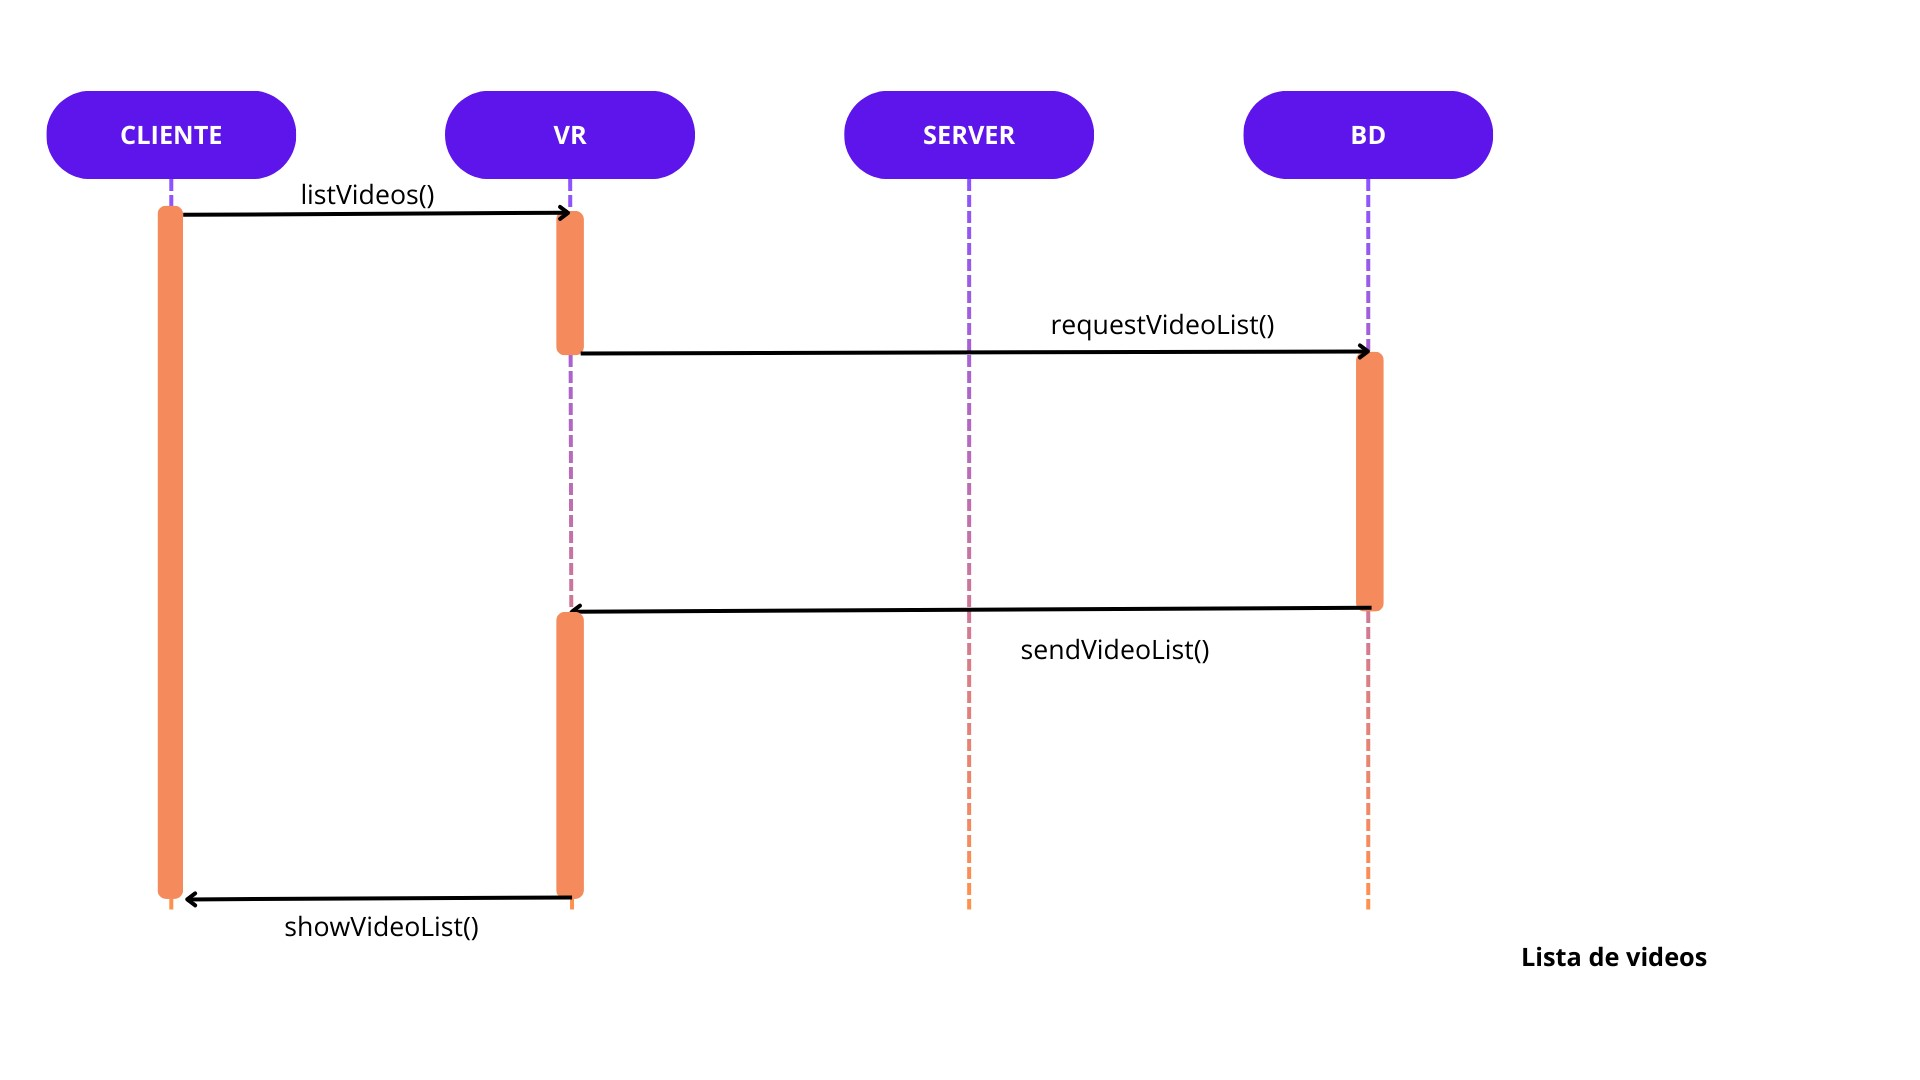 CLIENTE
VR
SERVER
BD
listVideos()
requestVideoList()
sendVideoList()
showVideoList()
Lista de videos